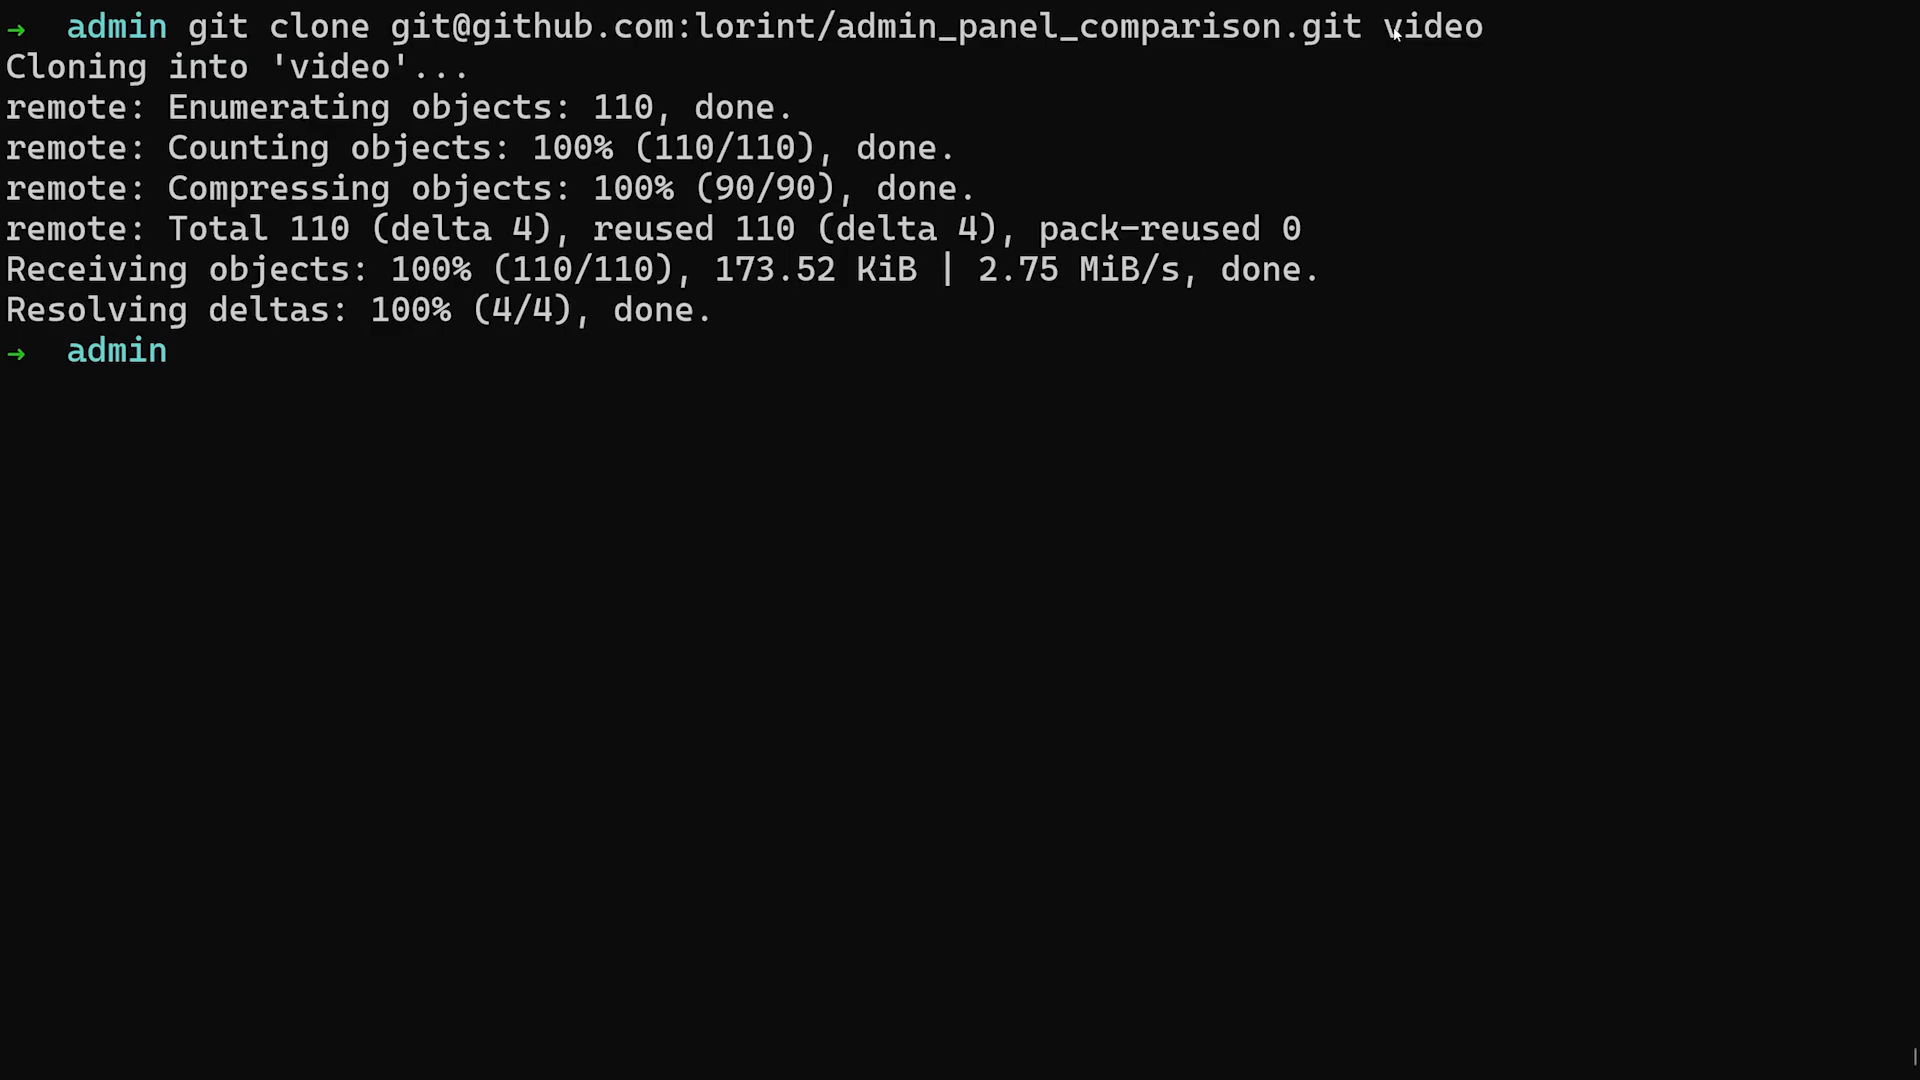 → admin git clone git@github.com:lorint/admin_panel_comparison.git video
Cloning into 'video'...
remote: Enumerating objects: 110, done.
remote: Counting objects: 100% (110/110), done.
remote: Compressing objects: 100% (90/90), done.
remote: Total 110 (delta 4), reused 110 (delta 4), pack-reused 0
Receiving objects: 100% (110/110), 173.52 KiB | 2.75 MiB/s, done.
Resolving deltas: 100% (4/4), done.
→ admin